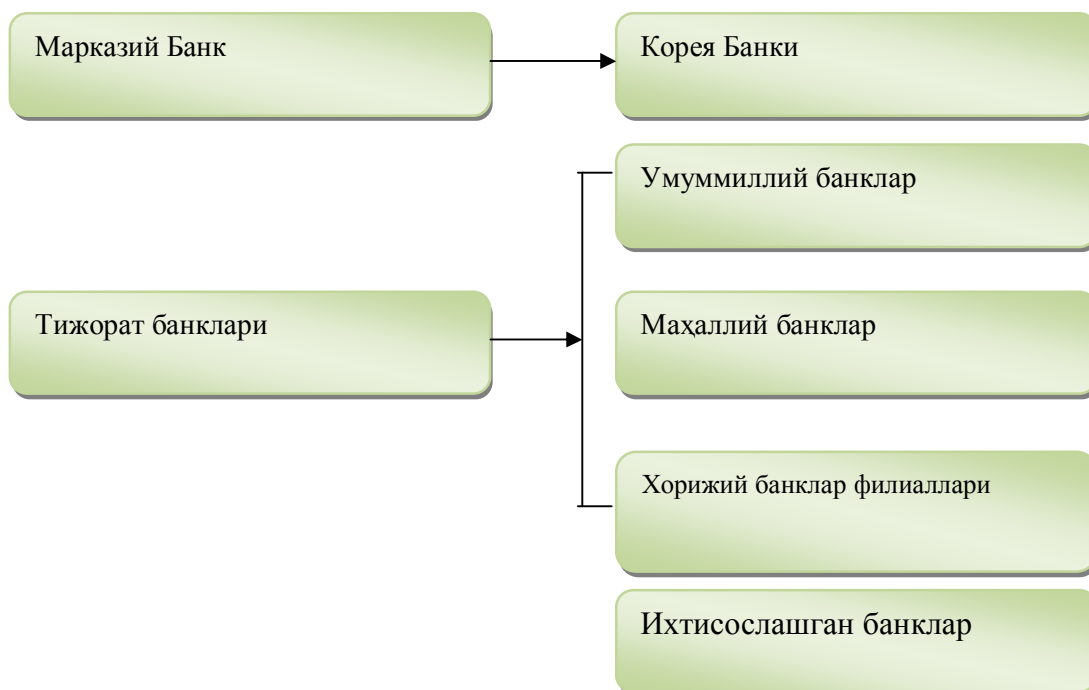 Марказий Банк
Корея Банки
Умуммиллий банклар
Тижорат банклари
Маҳаллий банклар
Хорижий банклар филиаллари
Ихтисослашган банклар